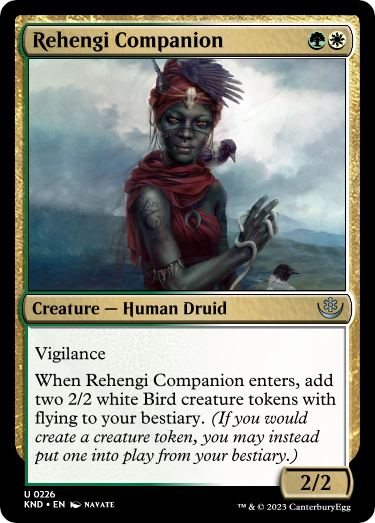 Rehengi Companion
Creature — Human Druid
Vigilance
When Rehengi Companion enters, add
two 2/2 white Bird creature tokens with
flying to your bestiary. (If you would
create a creature token, you may instead
put one into play from your bestiary.)
2/2
U 0226
KND • EN NAVATE
™ & © 2023 CanterburyEgg